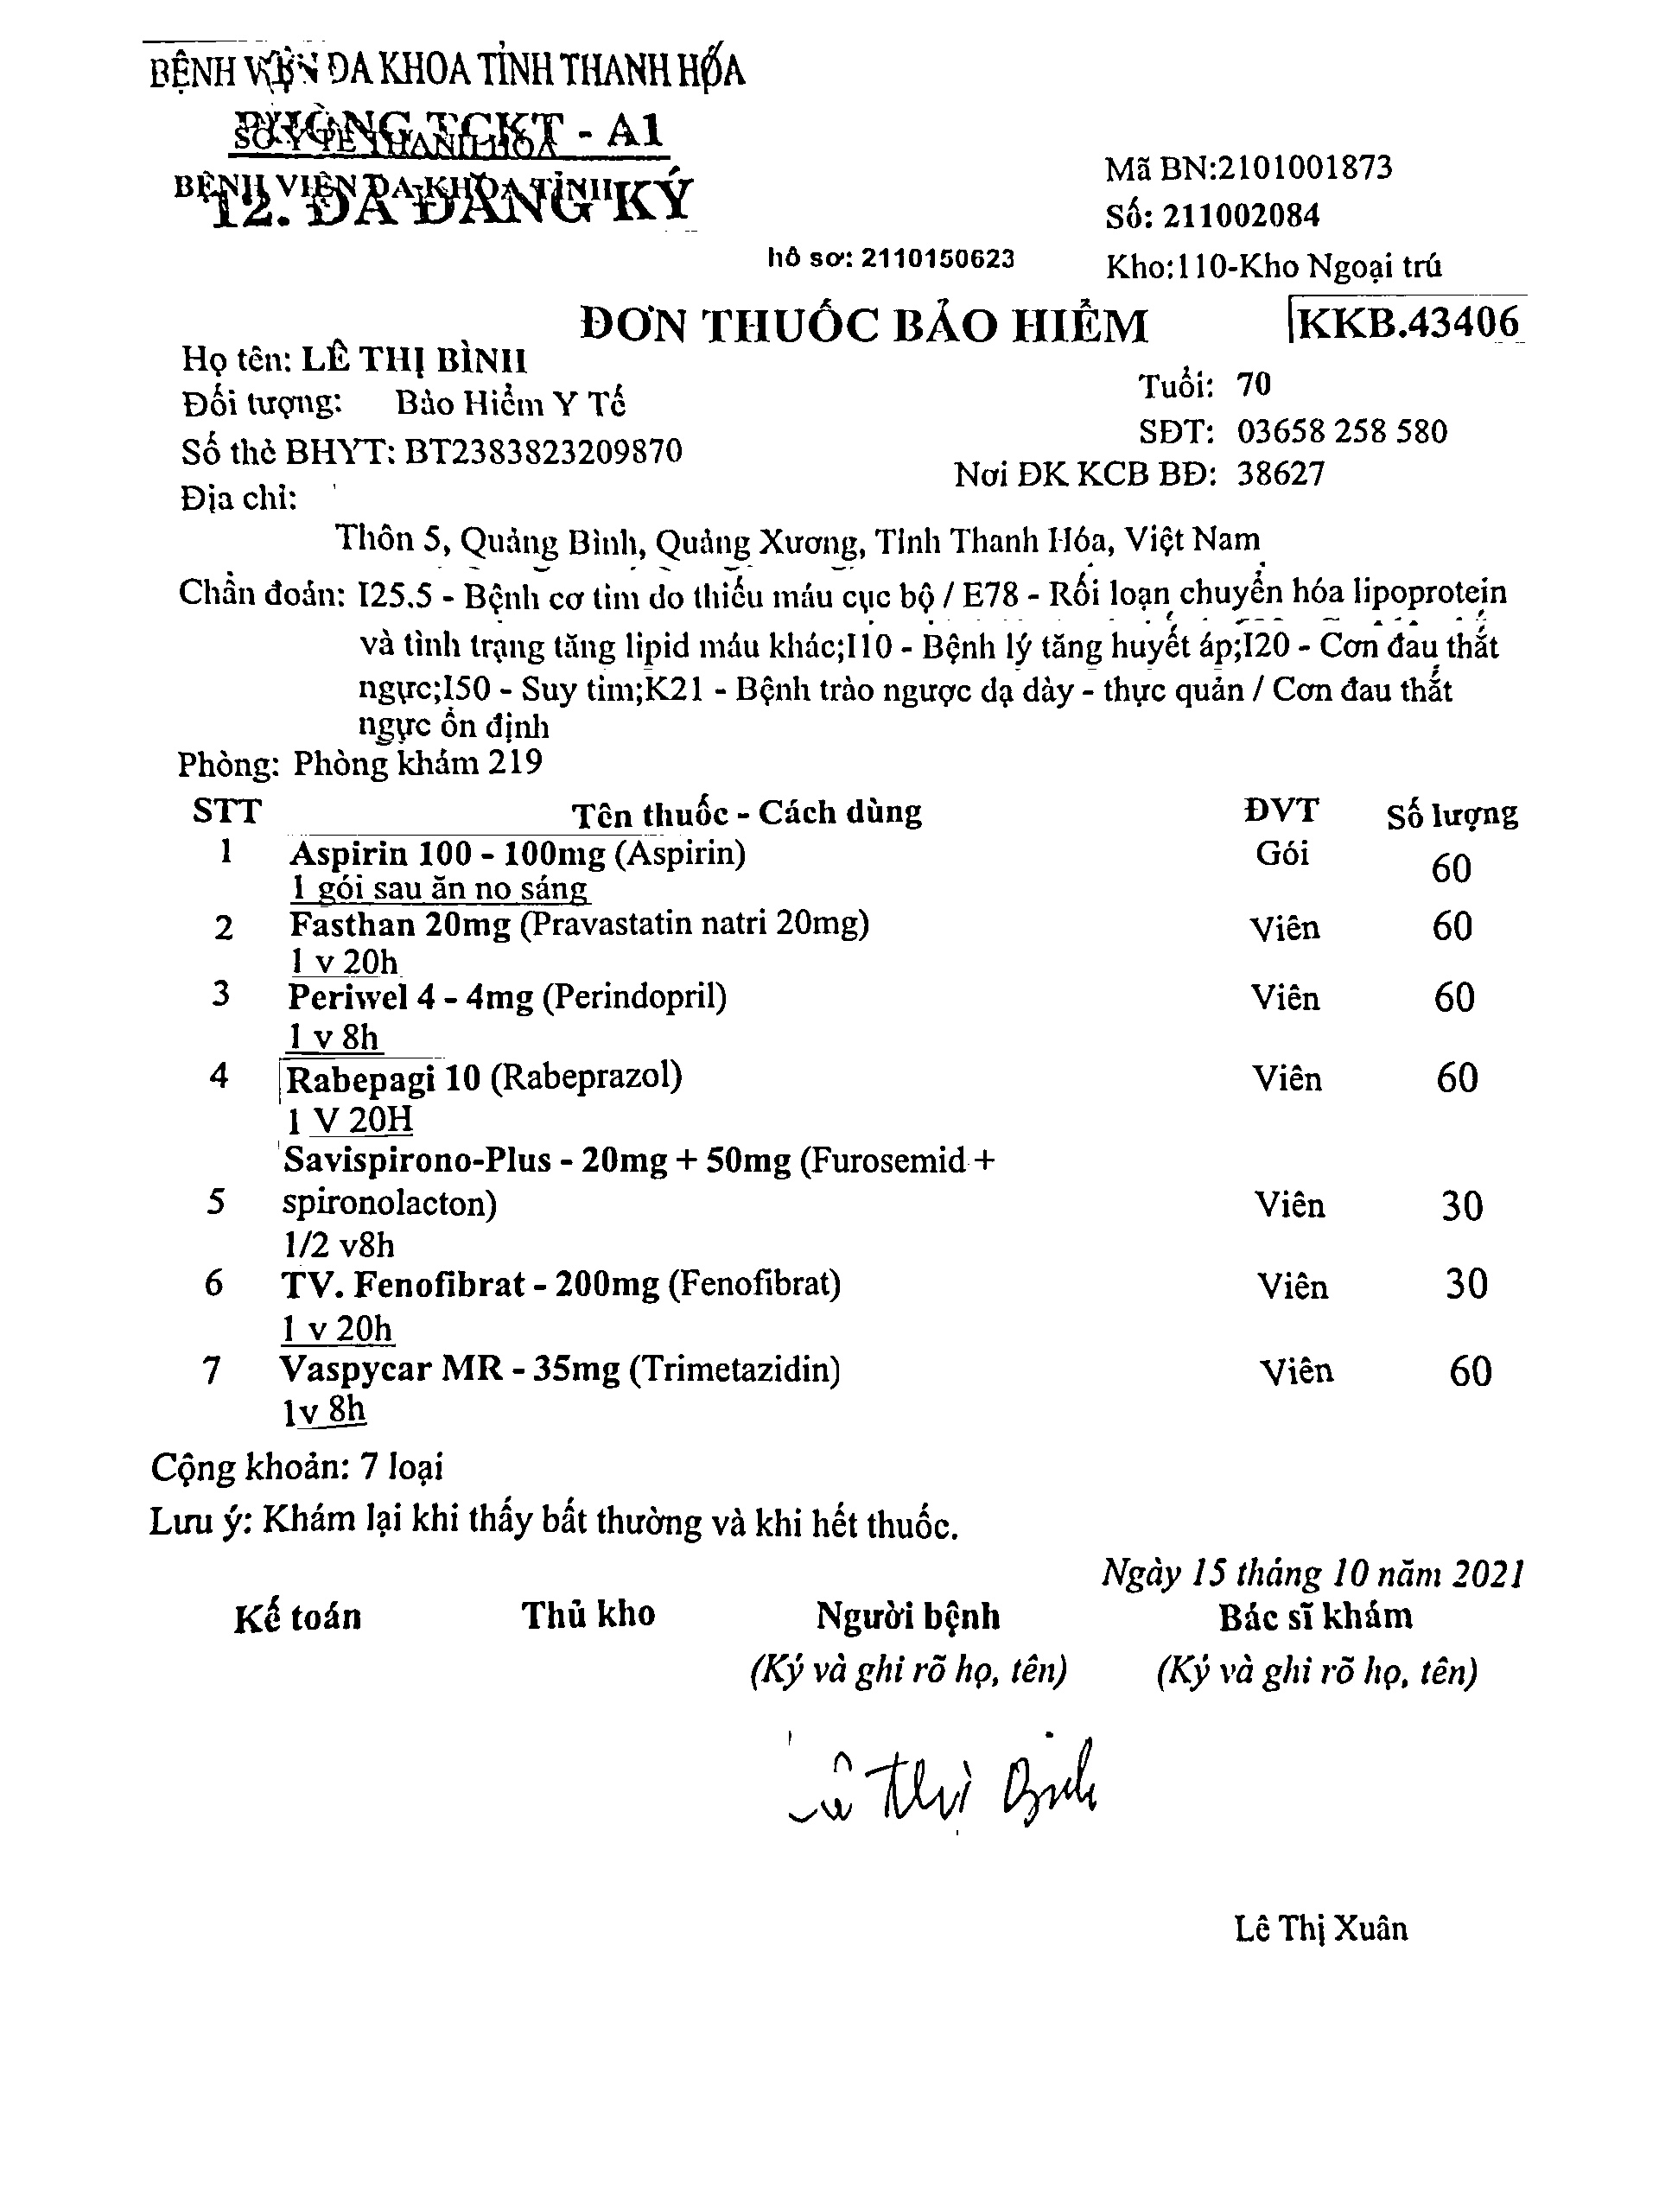 BỆNH VIỆN ĐA KHOA TỈNH THANH HÓA
PHÒNG TCKT - A1
SỞ Y TẾ THANH HÓA
BỆNH VIỆN ĐA KHOA TỈNH
12. ĐÃ ĐĂNG KÝ
Mã BN:2101001873
Số: 211002084
hồ sơ: 2110150623
Kho:110-Kho Ngoại trú
ĐƠN THUỐC BẢO HIỂM
KKB.43406
Họ tên: LÊ THỊ BÌNH
Tuổi: 70
Đối tượng: Bảo Hiểm Y Tế
SĐT: 03658 258 580
Số thẻ BHYT: BT2383823209870
Nơi ĐK KCB BĐ: 38627
Địa chỉ:
Thôn 5, Quảng Bình, Quảng Xương, Tỉnh Thanh Hóa, Việt Nam
Chẩn đoán: I25.5 - Bệnh cơ tim do thiếu máu cục bộ / E78 - Rối loạn chuyển hóa lipoprotein
và tình trạng tăng lipid máu khác;I10 - Bệnh lý tăng huyết áp;I20 - Cơn đau thắt
ngực;I50 - Suy tim;K21 - Bệnh trào ngược dạ dày - thực quản / Cơn đau thắt
ngực ổn định
Phòng: Phòng khám 219
STT Tên thuốc - Cách dùng ĐVT Số lượng
1 Aspirin 100 - 100mg (Aspirin) Gói 60
1 gói sau ăn no sáng
2 Fasthan 20mg (Pravastatin natri 20mg) Viên 60
1 v 20h
3 Periwel 4 - 4mg (Perindopril) Viên 60
1 v 8h
4 Rabepagi 10 (Rabeprazol) Viên 60
1 V 20H
Savispirono-Plus - 20mg + 50mg (Furosemid +
5 spironolacton) Viên 30
1/2 v8h
6 TV. Fenofibrat - 200mg (Fenofibrat) Viên 30
1 v 20h
7 Vaspycar MR - 35mg (Trimetazidin) Viên 60
1v 8h
Cộng khoản: 7 loại
Lưu ý: Khám lại khi thấy bất thường và khi hết thuốc.
Ngày 15 tháng 10 năm 2021
Kế toán Thủ kho Người bệnh Bác sĩ khám
(Ký và ghi rõ họ, tên) (Ký và ghi rõ họ, tên)
Lê Thị Bình
Lê Thị Xuân